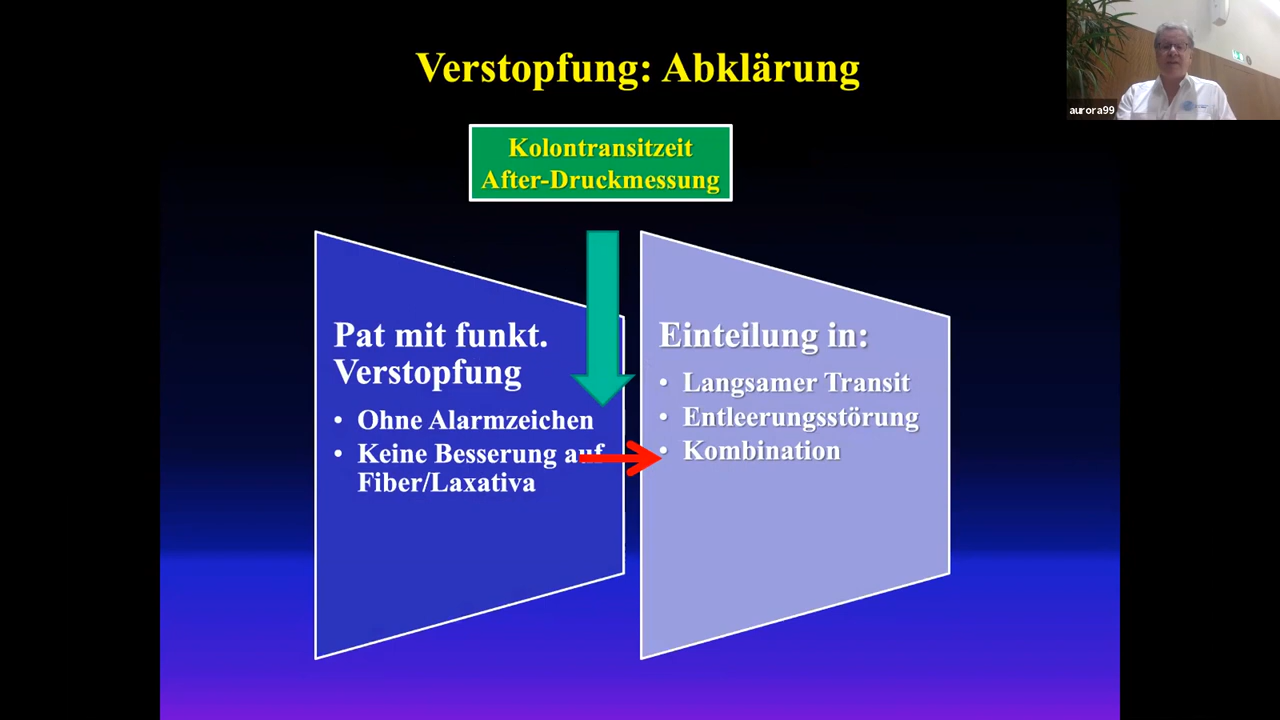 Verstopfung: Abklärung
aurora99
Kolontransitzeit
After-Druckmessung
Pat mit funkt.
Verstopfung
• Ohne Alarmzeichen
• Keine Besserung auf
Fiber/Laxativa
Einteilung in:
• Langsamer Transit
• Entleerungsstörung
• Kombination